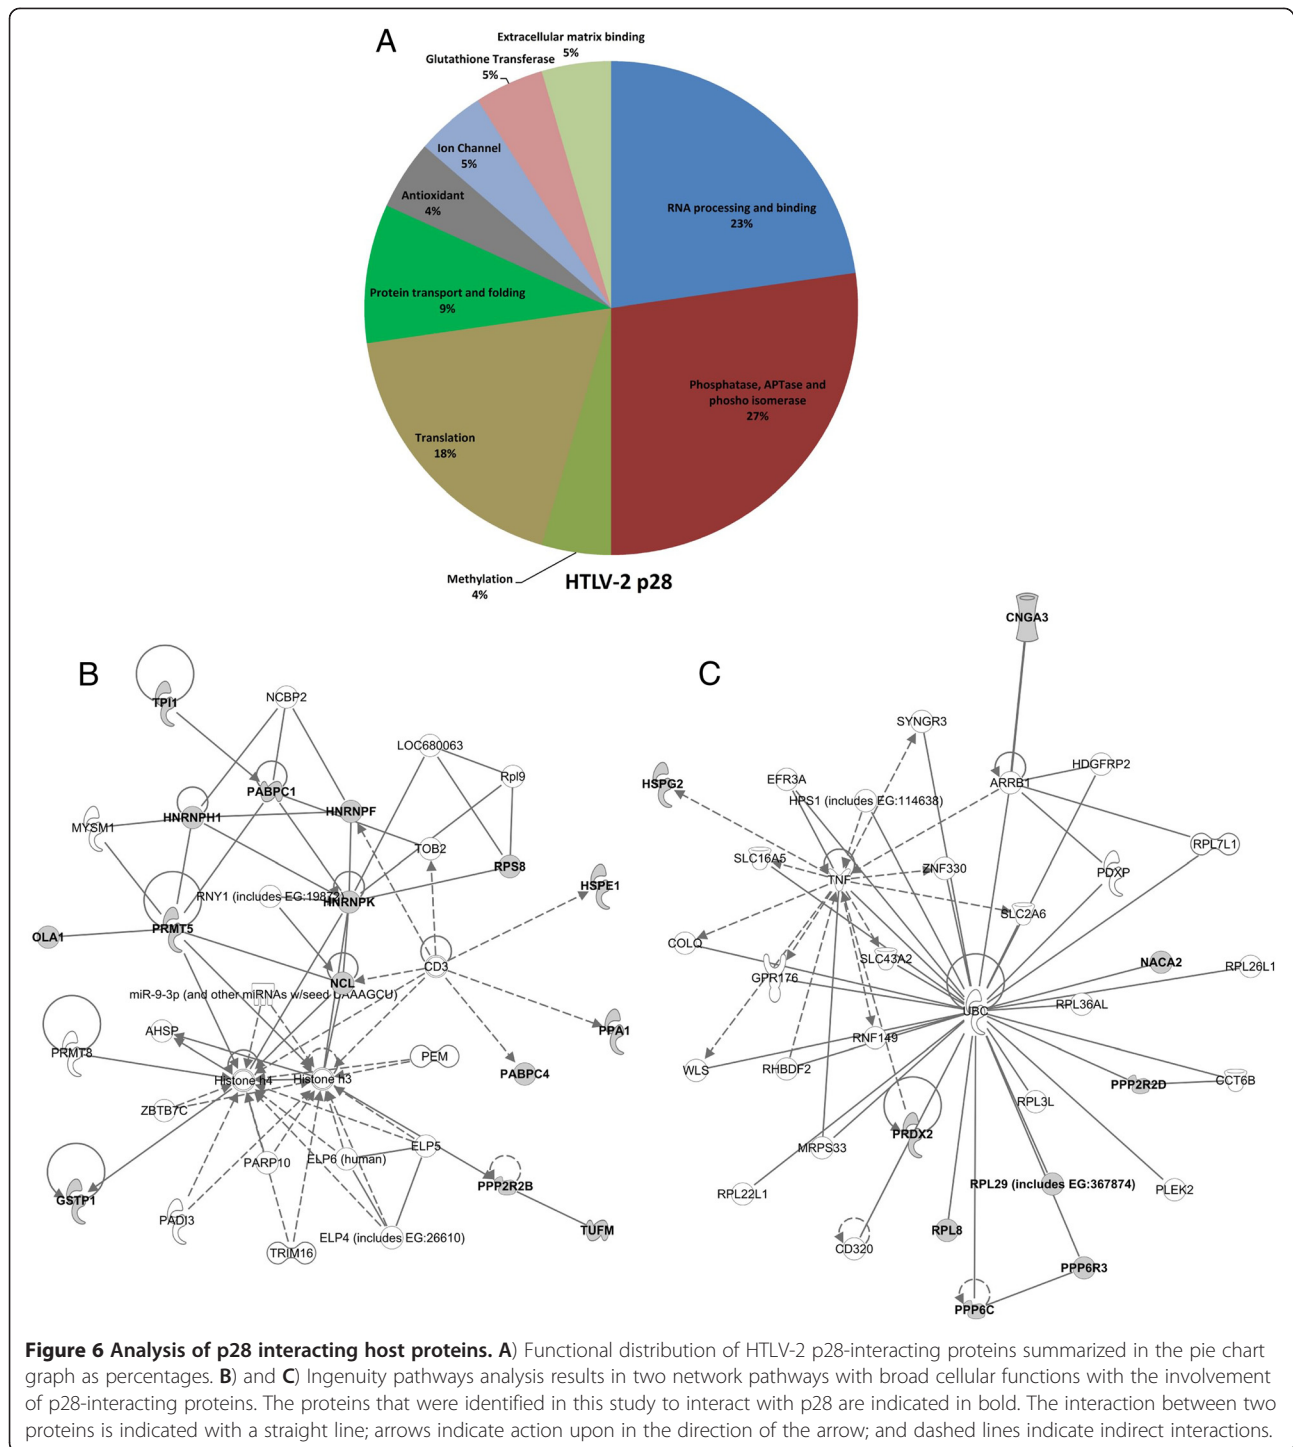 A
Extracellular matrix binding
5%
Glutathione Transferase
5%
Ion Channel
5%
Antioxidant
4%
RNA processing and binding
23%
Protein transport and folding
9%
Phosphatase, APTase and
phosho isomerase
27%
Translation
18%
Methylation
4%
HTLV-2 p28
B
TPI1
NCBP2
LOC680063
Rpl9
PABPC1
HNRNPF
HNRNPH1
MYSM1
TOB2
RPS8
HSPE1
RNY1 (includes EG:19872)
HNRNPK
PRMT5
OLA1
CD3
NCL
miR-9-3p (and other miRNAs w/seed UAAAGCU)
AHSP
PPA1
PRMT8
PEM
PABPC4
Histone h4
Histone h3
ZBTB7C
ELP5
PARP10
ELP6 (human)
PPP2R2B
GSTP1
PADI3
TUFM
ELP4 (includes EG:26610)
TRIM16
C
CNGA3
SYNGR3
HDGFRP2
HSPG2
EFR3A
ARRB1
HPS1 (includes EG:114638)
RPL7L1
SLC16A5
ZNF330
PDXP
TNF
SLC2A6
COLQ
SLC43A2
NACA2
RPL26L1
GPR176
RPL36AL
UBC
RNF149
WLS
RHBDF2
PPP2R2D
CCT6B
RPL3L
PRDX2
MRPS33
RPL29 (includes EG:367874)
PLEK2
RPL22L1
RPL8
CD320
PPP6R3
PPP6C
Figure 6 Analysis of p28 interacting host proteins. A) Functional distribution of HTLV-2 p28-interacting proteins summarized in the pie chart
graph as percentages. B) and C) Ingenuity pathways analysis results in two network pathways with broad cellular functions with the involvement
of p28-interacting proteins. The proteins that were identified in this study to interact with p28 are indicated in bold. The interaction between two
proteins is indicated with a straight line; arrows indicate action upon in the direction of the arrow; and dashed lines indicate indirect interactions.